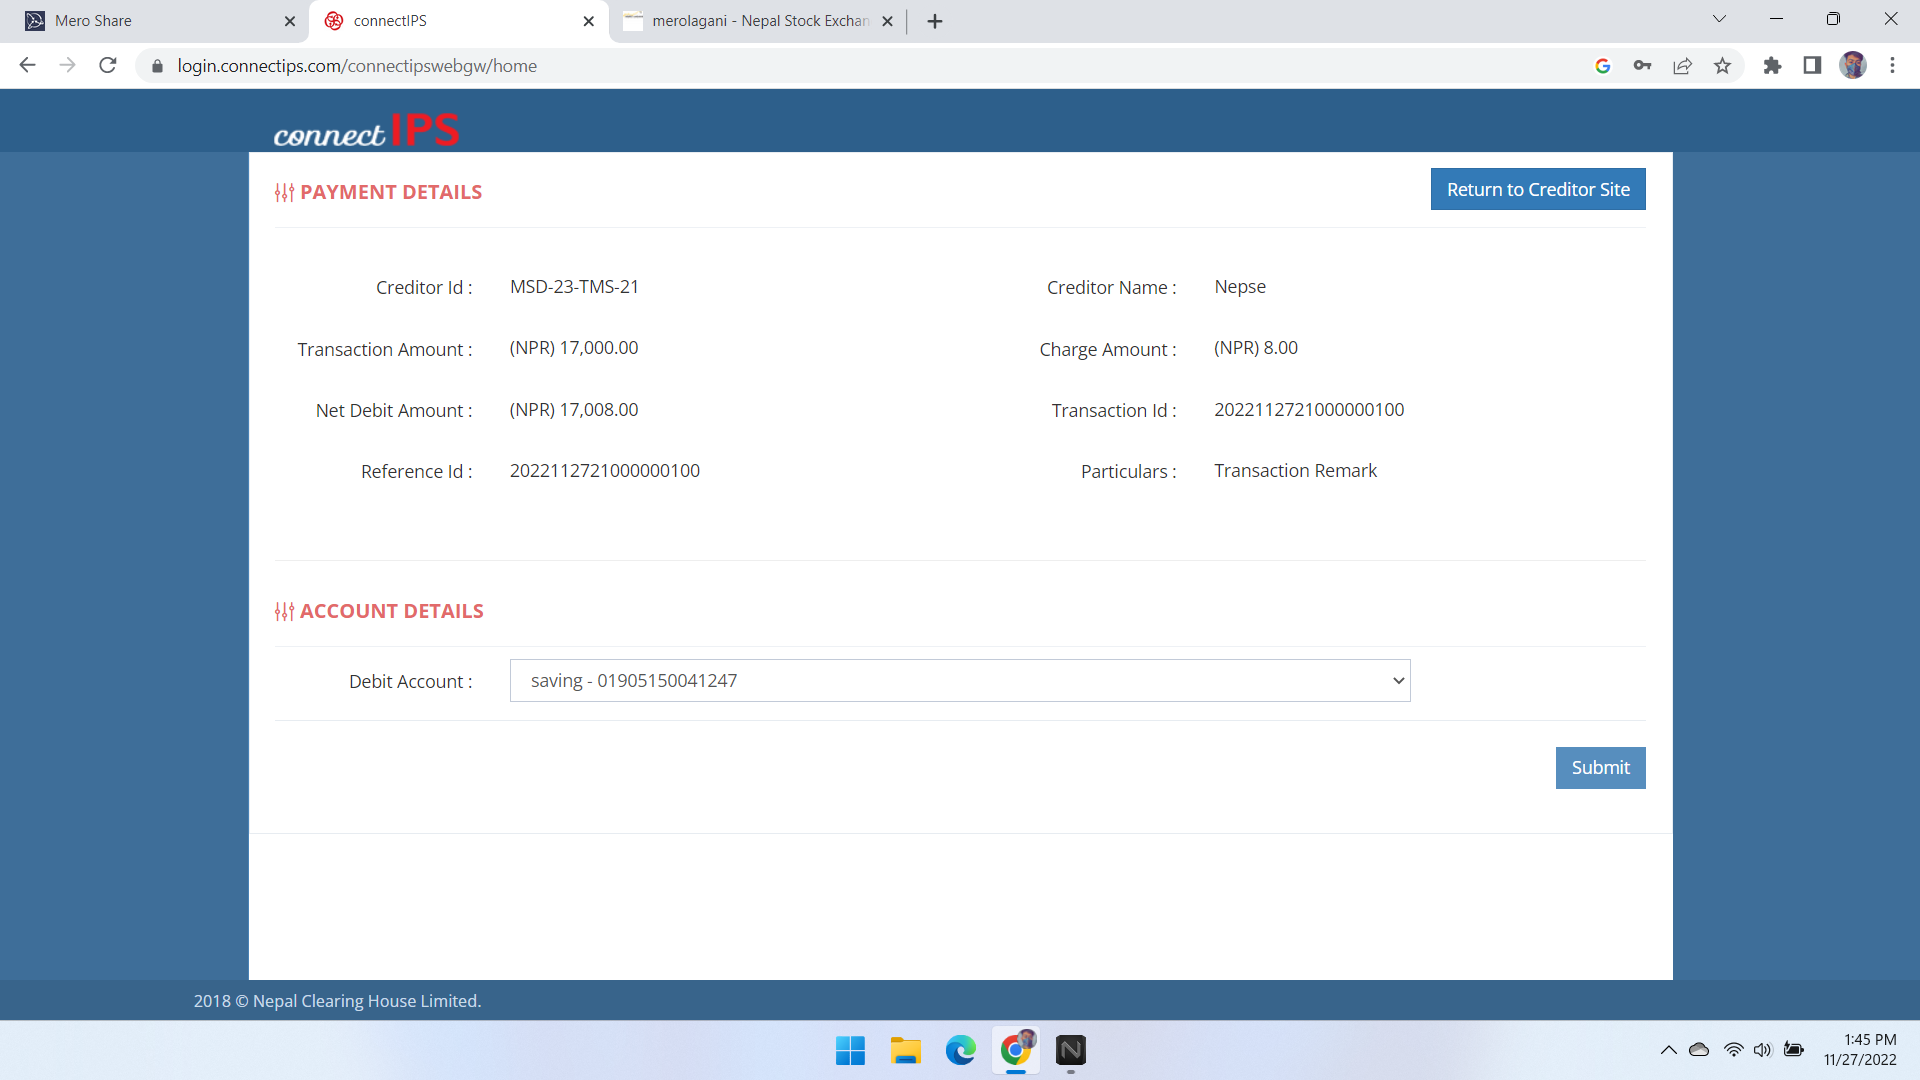 Mero Share
connectIPS
merolagani - Nepal Stock Exchan
login.connectips.com/connectipswebgw/home
connect IPS
PAYMENT DETAILS
Return to Creditor Site
Creditor Id : MSD-23-TMS-21
Creditor Name : Nepse
Transaction Amount : (NPR) 17,000.00
Charge Amount : (NPR) 8.00
Net Debit Amount : (NPR) 17,008.00
Transaction Id : 2022112721000000100
Reference Id : 2022112721000000100
Particulars : Transaction Remark
ACCOUNT DETAILS
Debit Account : saving - 01905150041247
Submit
2018 © Nepal Clearing House Limited.
1:45 PM
11/27/2022